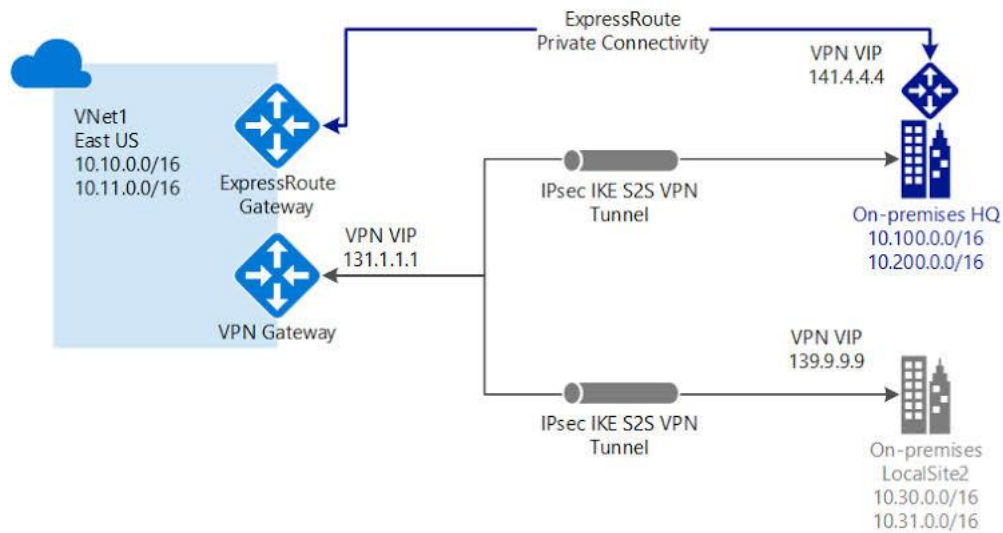 ExpressRoute
Private Connectivity
VPN VIP
141.4.4.4
VNet1
East US
10.10.0.0/16
10.11.0.0/16
ExpressRoute
Gateway
IPsec IKE S2S VPN
Tunnel
On-premises HQ
10.100.0.0/16
10.200.0.0/16
VPN VIP
131.1.1.1
VPN Gateway
VPN VIP
139.9.9.9
IPsec IKE S2S VPN
Tunnel
On-premises
LocalSite2
10.30.0.0/16
10.31.0.0/16